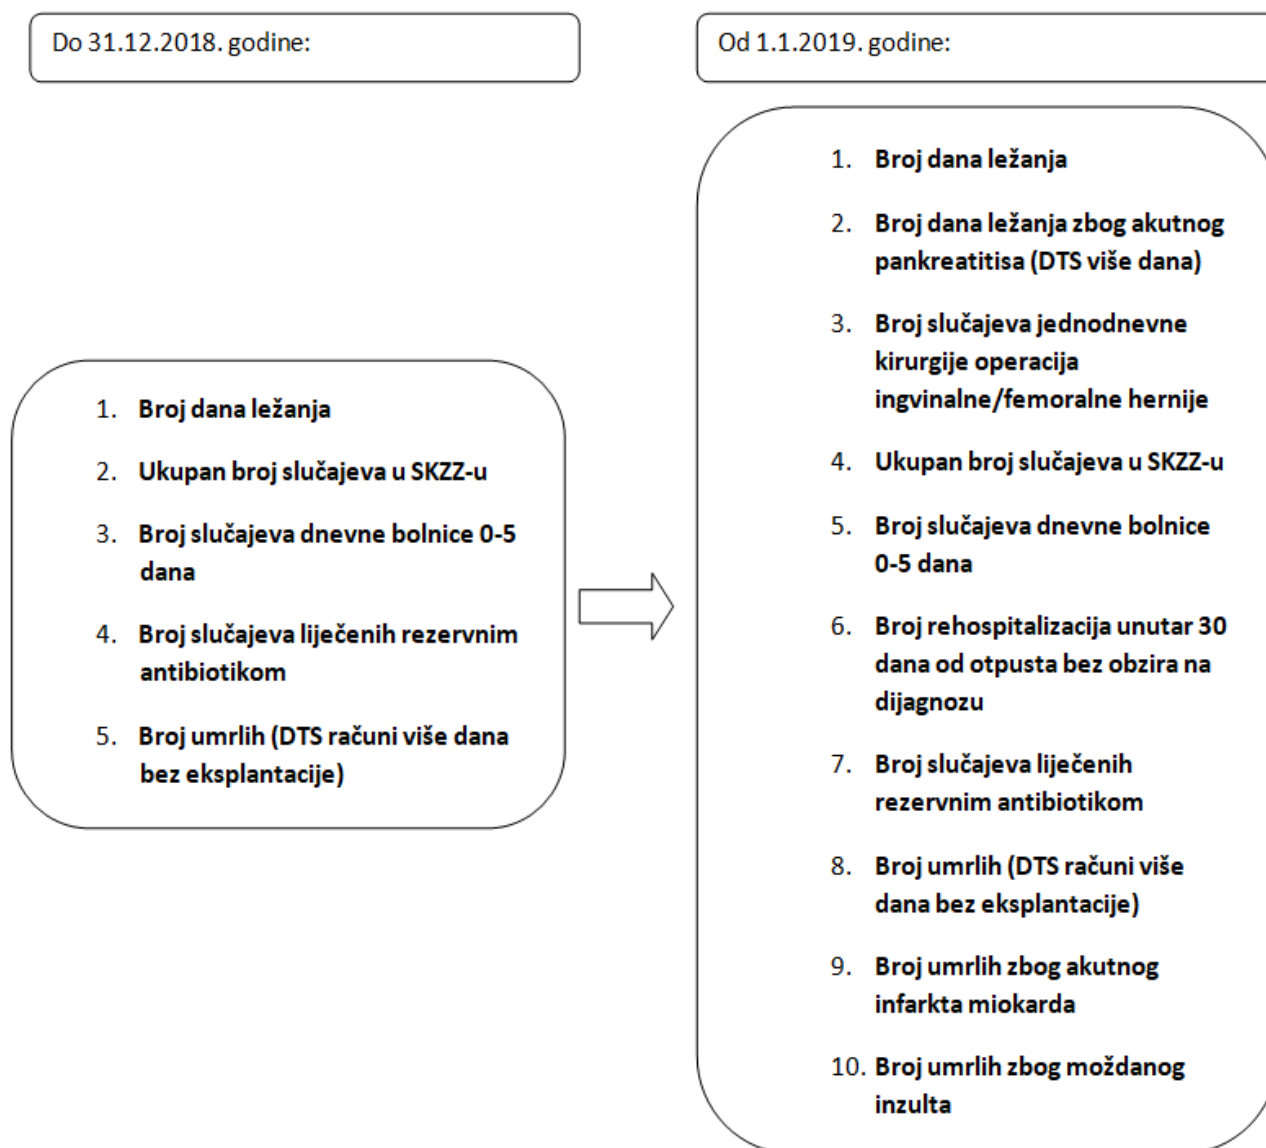 Do 31.12.2018. godine:
1. Broj dana ležanja
2. Ukupan broj slučajeva u SKZZ-u
3. Broj slučajeva dnevne bolnice 0-5
dana
4. Broj slučajeva liječenih rezervnim
antibiotikom
5. Broj umrlih (DTS računi više dana
bez eksplantacije)
Od 1.1.2019. godine:
1. Broj dana ležanja
2. Broj dana ležanja zbog akutnog
pankreatitisa (DTS više dana)
3. Broj slučajeva jednodnevne
kirurgije operacija
ingvinalne/femoralne hernije
4. Ukupan broj slučajeva u SKZZ-u
5. Broj slučajeva dnevne bolnice
0-5 dana
6. Broj rehospitalizacija unutar 30
dana od otpusta bez obzira na
dijagnozu
7. Broj slučajeva liječenih
rezervnim antibiotikom
8. Broj umrlih (DTS računi više
dana bez eksplantacije)
9. Broj umrlih zbog akutnog
infarkta miokarda
10. Broj umrlih zbog moždanog
inzulta